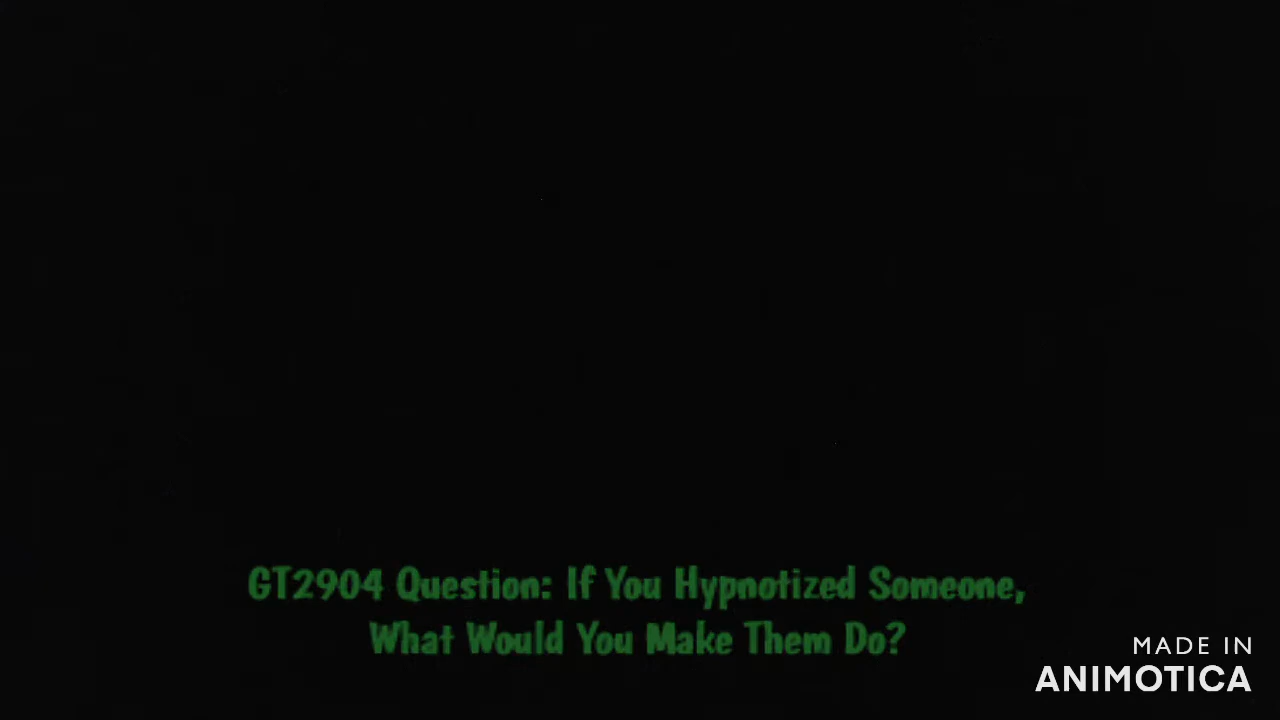 GT2904 Question: If You Hypnotized Someone,
What Would You Make Them Do?
MADE IN
ANIMOTICA